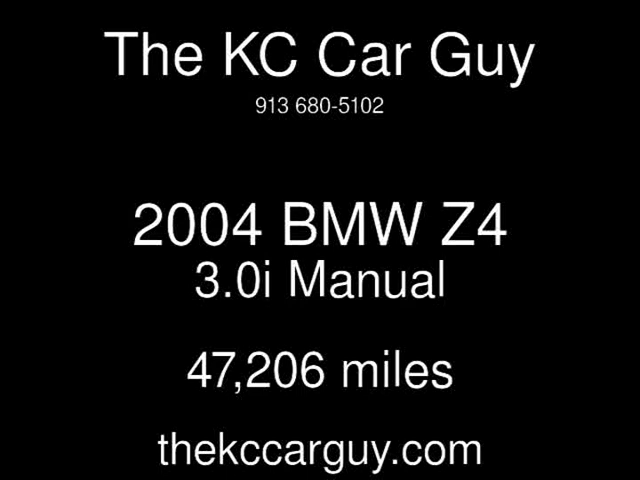 The KC Car Guy
913 680-5102
2004 BMW Z4
3.0i Manual
47,206 miles
thekccarguy.com